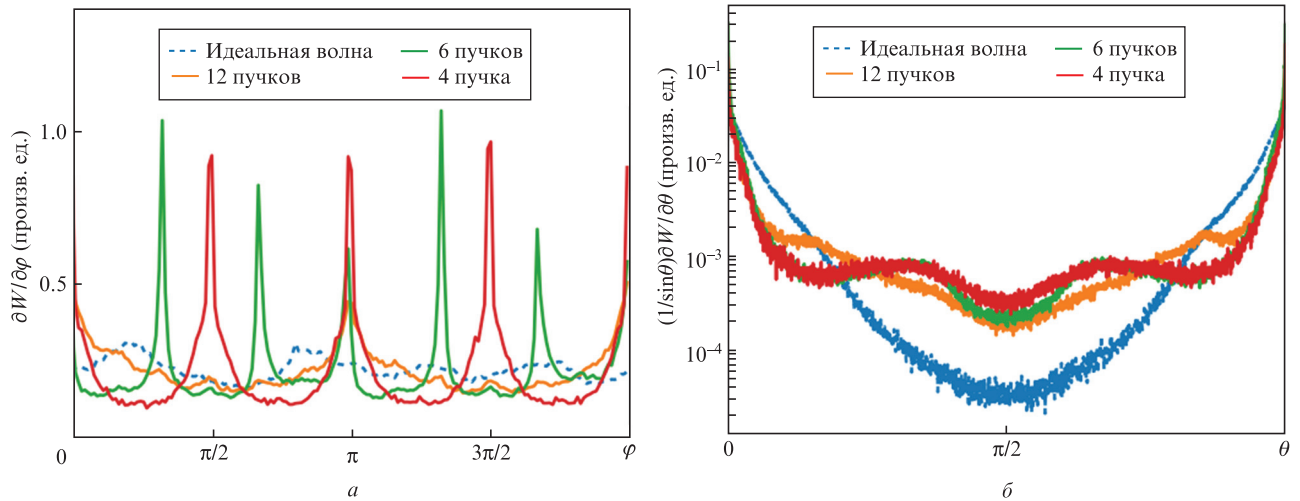 Идеальная волна
12 пучков
6 пучков
4 пучка
∂W/∂φ (произв. ед.)
1.0
0.5
0
π/2
π
3π/2
φ
а
Идеальная волна
12 пучков
6 пучков
4 пучка
(1/sinθ)∂W/∂θ (произв. ед.)
10⁻¹
10⁻²
10⁻³
10⁻⁴
0
π/2
θ
б